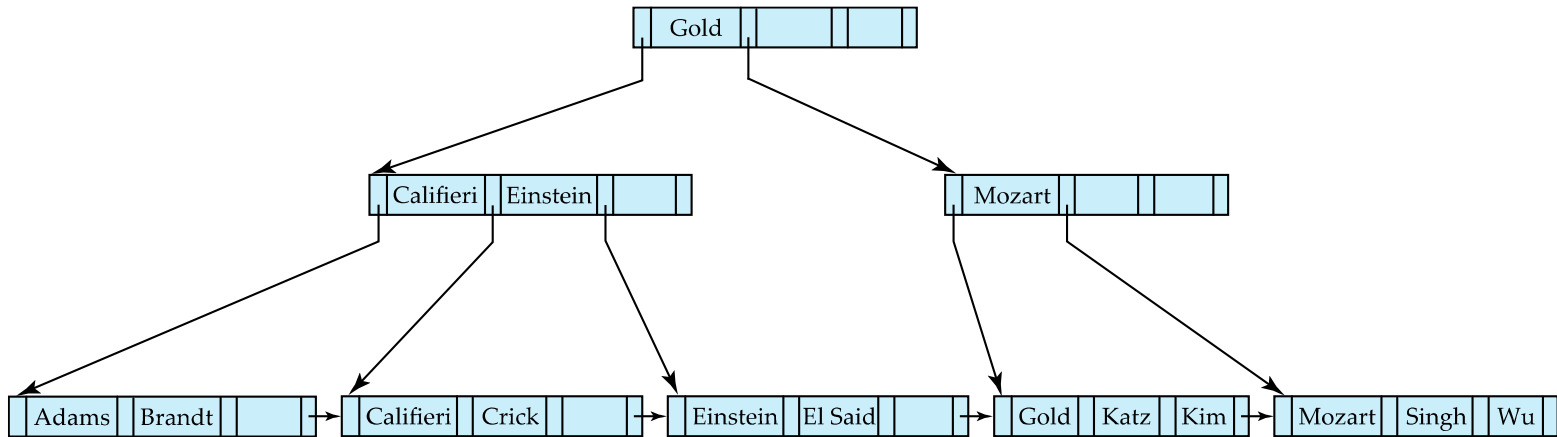 Gold
Califieri Einstein Mozart
Adams Brandt Califieri Crick Einstein El Said Gold Katz Kim Mozart Singh Wu